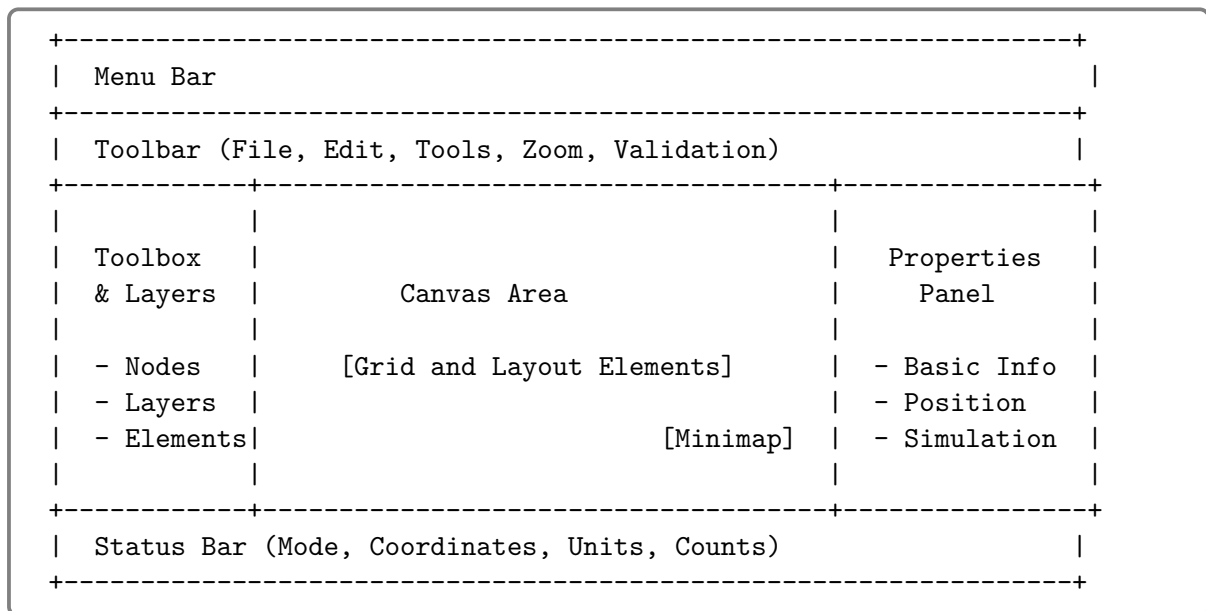 +------------------------------------------------------------------+
|  Menu Bar                                                         |
+------------------------------------------------------------------+
|  Toolbar (File, Edit, Tools, Zoom, Validation)                   |
+------------+-------------------------------------+----------------+
|            |                                     |                |
|  Toolbox   |                                     |   Properties   |
|  & Layers  |         Canvas Area                 |     Panel      |
|            |                                     |                |
|  - Nodes   |     [Grid and Layout Elements]      |  - Basic Info  |
|  - Layers  |                                     |  - Position    |
|  - Elements|                          [Minimap]  |  - Simulation  |
|            |                                     |                |
+------------+-------------------------------------+----------------+
|  Status Bar (Mode, Coordinates, Units, Counts)                   |
+------------------------------------------------------------------+